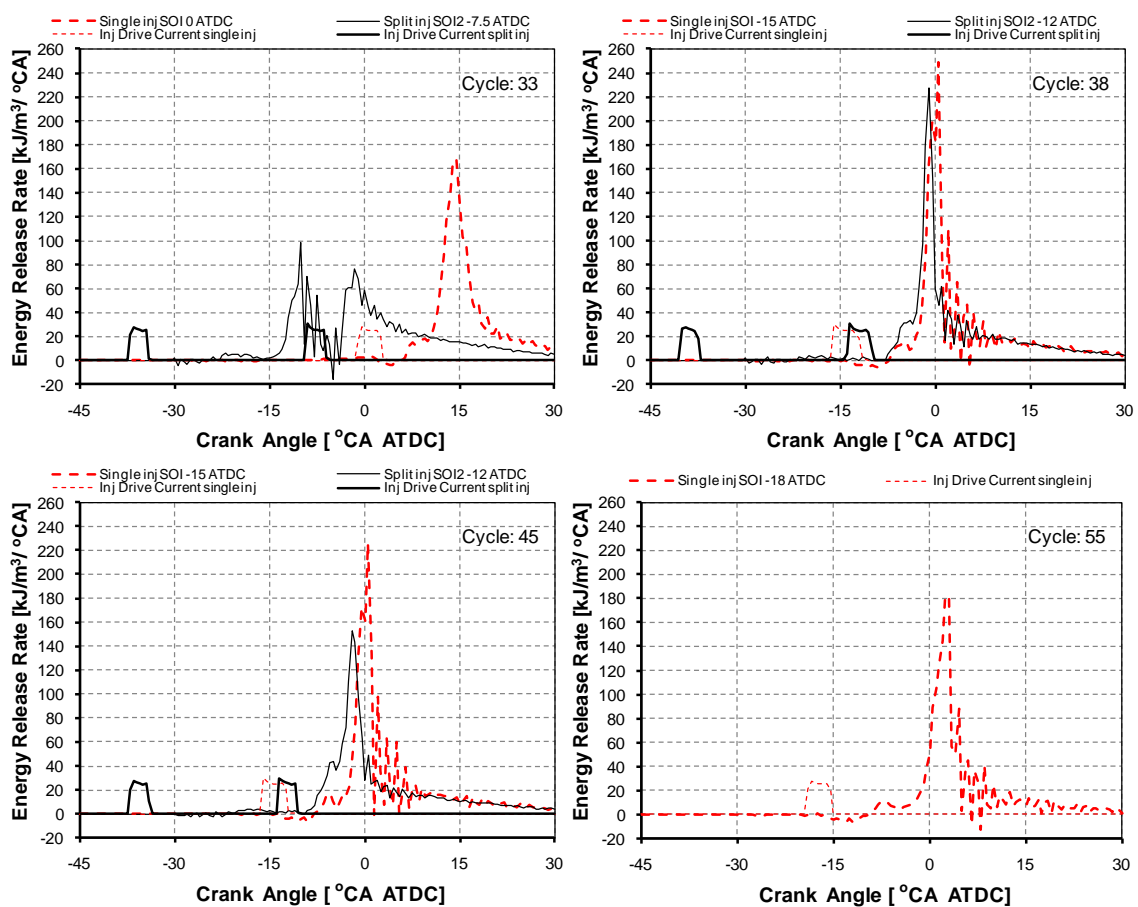 Single inj SOI 0 ATDC Split inj SOI2 -7.5 ATDC
Inj Drive Current single inj Inj Drive Current split inj
Energy Release Rate [kJ/m³/ ºCA]
260
240
220
200
180
160
140
120
100
80
60
40
20
0
-20
Cycle: 33
-45 -30 -15 0 15 30
Crank Angle [ ºCA ATDC]
Single inj SOI -15 ATDC Split inj SOI2 -12 ATDC
Inj Drive Current single inj Inj Drive Current split inj
Energy Release Rate [kJ/m³/ ºCA]
260
240
220
200
180
160
140
120
100
80
60
40
20
0
-20
Cycle: 38
-45 -30 -15 0 15 30
Crank Angle [ ºCA ATDC]
Single inj SOI -15 ATDC Split inj SOI2 -12 ATDC
Inj Drive Current single inj Inj Drive Current split inj
Energy Release Rate [kJ/m³/ ºCA]
260
240
220
200
180
160
140
120
100
80
60
40
20
0
-20
Cycle: 45
-45 -30 -15 0 15 30
Crank Angle [ ºCA ATDC]
Single inj SOI -18 ATDC Inj Drive Current single inj
Energy Release Rate [kJ/m³/ ºCA]
260
240
220
200
180
160
140
120
100
80
60
40
20
0
-20
Cycle: 55
-45 -30 -15 0 15 30
Crank Angle [ ºCA ATDC]